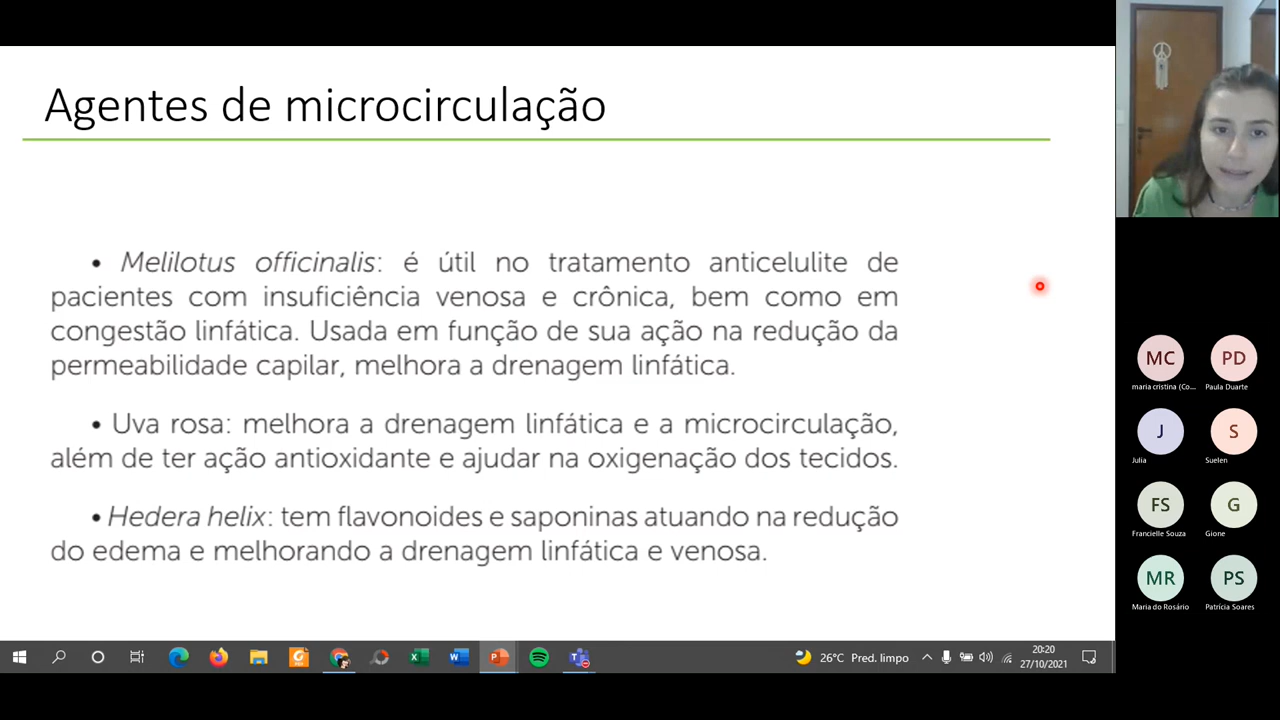 Agentes de microcirculação
• Melilotus officinalis: é útil no tratamento anticelulite de
pacientes com insuficiência venosa e crônica, bem como em
congestão linfática. Usada em função de sua ação na redução da
permeabilidade capilar, melhora a drenagem linfática.
• Uva rosa: melhora a drenagem linfática e a microcirculação,
além de ter ação antioxidante e ajudar na oxigenação dos tecidos.
• Hedera helix: tem flavonoides e saponinas atuando na redução
do edema e melhorando a drenagem linfática e venosa.
MC
PD
maria cristina (Co...
Paula Duarte
J
S
Julia
Suelen
FS
G
Francielle Souza
Gione
MR
PS
Maria do Rosário
Patrícia Soares
26°C Pred. limpo
20:20
27/10/2021